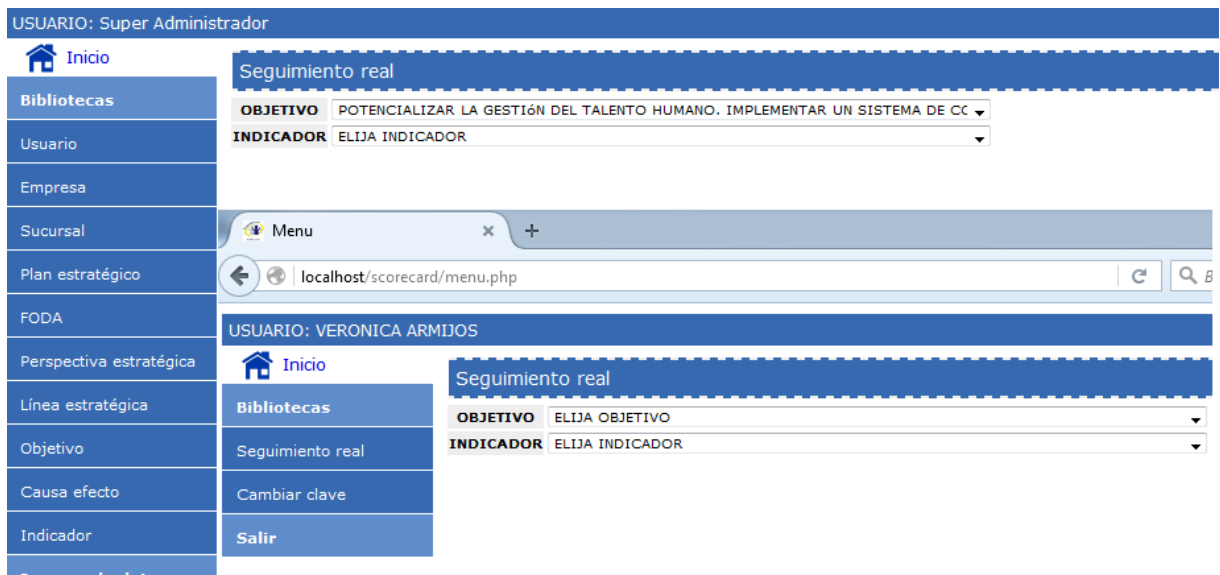 USUARIO: Super Administrador
Inicio
Seguimiento real
Bibliotecas
OBJETIVO POTENCIALIZAR LA GESTIóN DEL TALENTO HUMANO. IMPLEMENTAR UN SISTEMA DE CC
INDICADOR ELIJA INDICADOR
Usuario
Empresa
Sucursal
Plan estratégico
FODA
Perspectiva estratégica
Línea estratégica
Objetivo
Causa efecto
Indicador
Menu
localhost/scorecard/menu.php
B
USUARIO: VERONICA ARMIJOS
Inicio
Seguimiento real
Bibliotecas
OBJETIVO ELIJA OBJETIVO
INDICADOR ELIJA INDICADOR
Seguimiento real
Cambiar clave
Salir